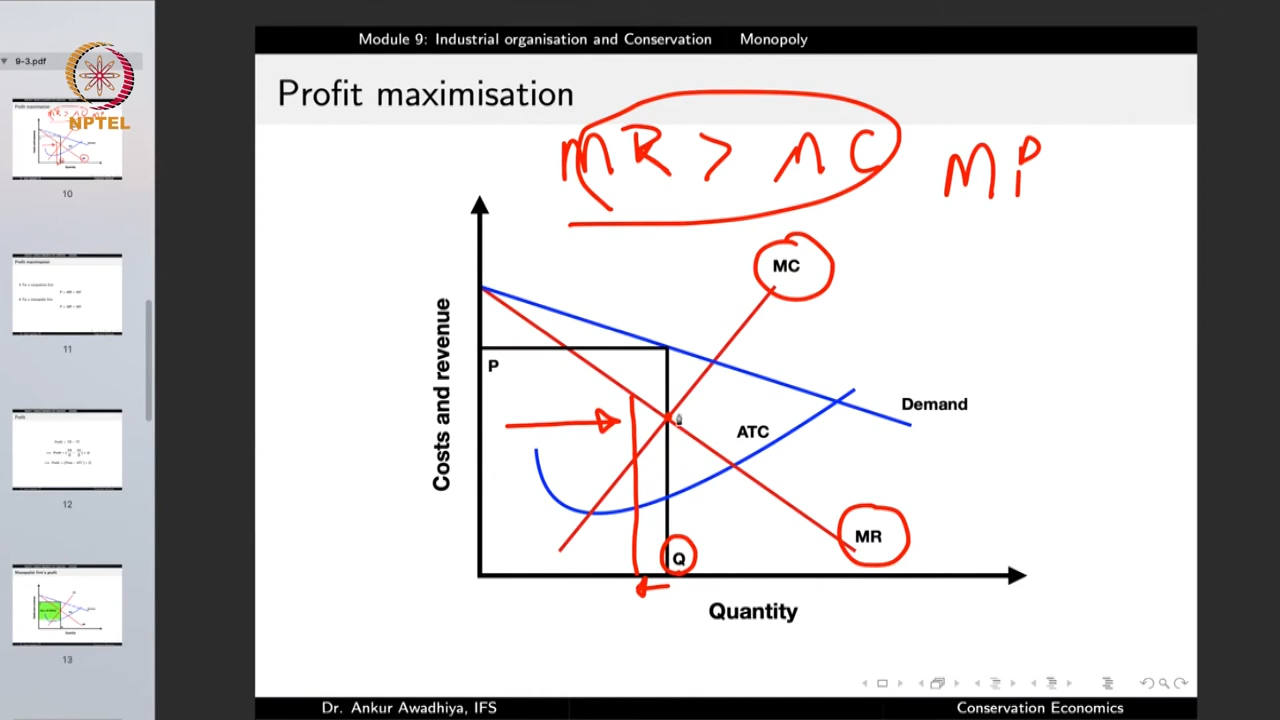 9-3.pdf
NPTEL
10
11
12
13
Module 9: Industrial organisation and Conservation Monopoly
Profit maximisation
MR > MC MP
MC
Costs and revenue
P
Demand
ATC
MR
Q
Quantity
Dr. Ankur Awadhiya, IFS Conservation Economics